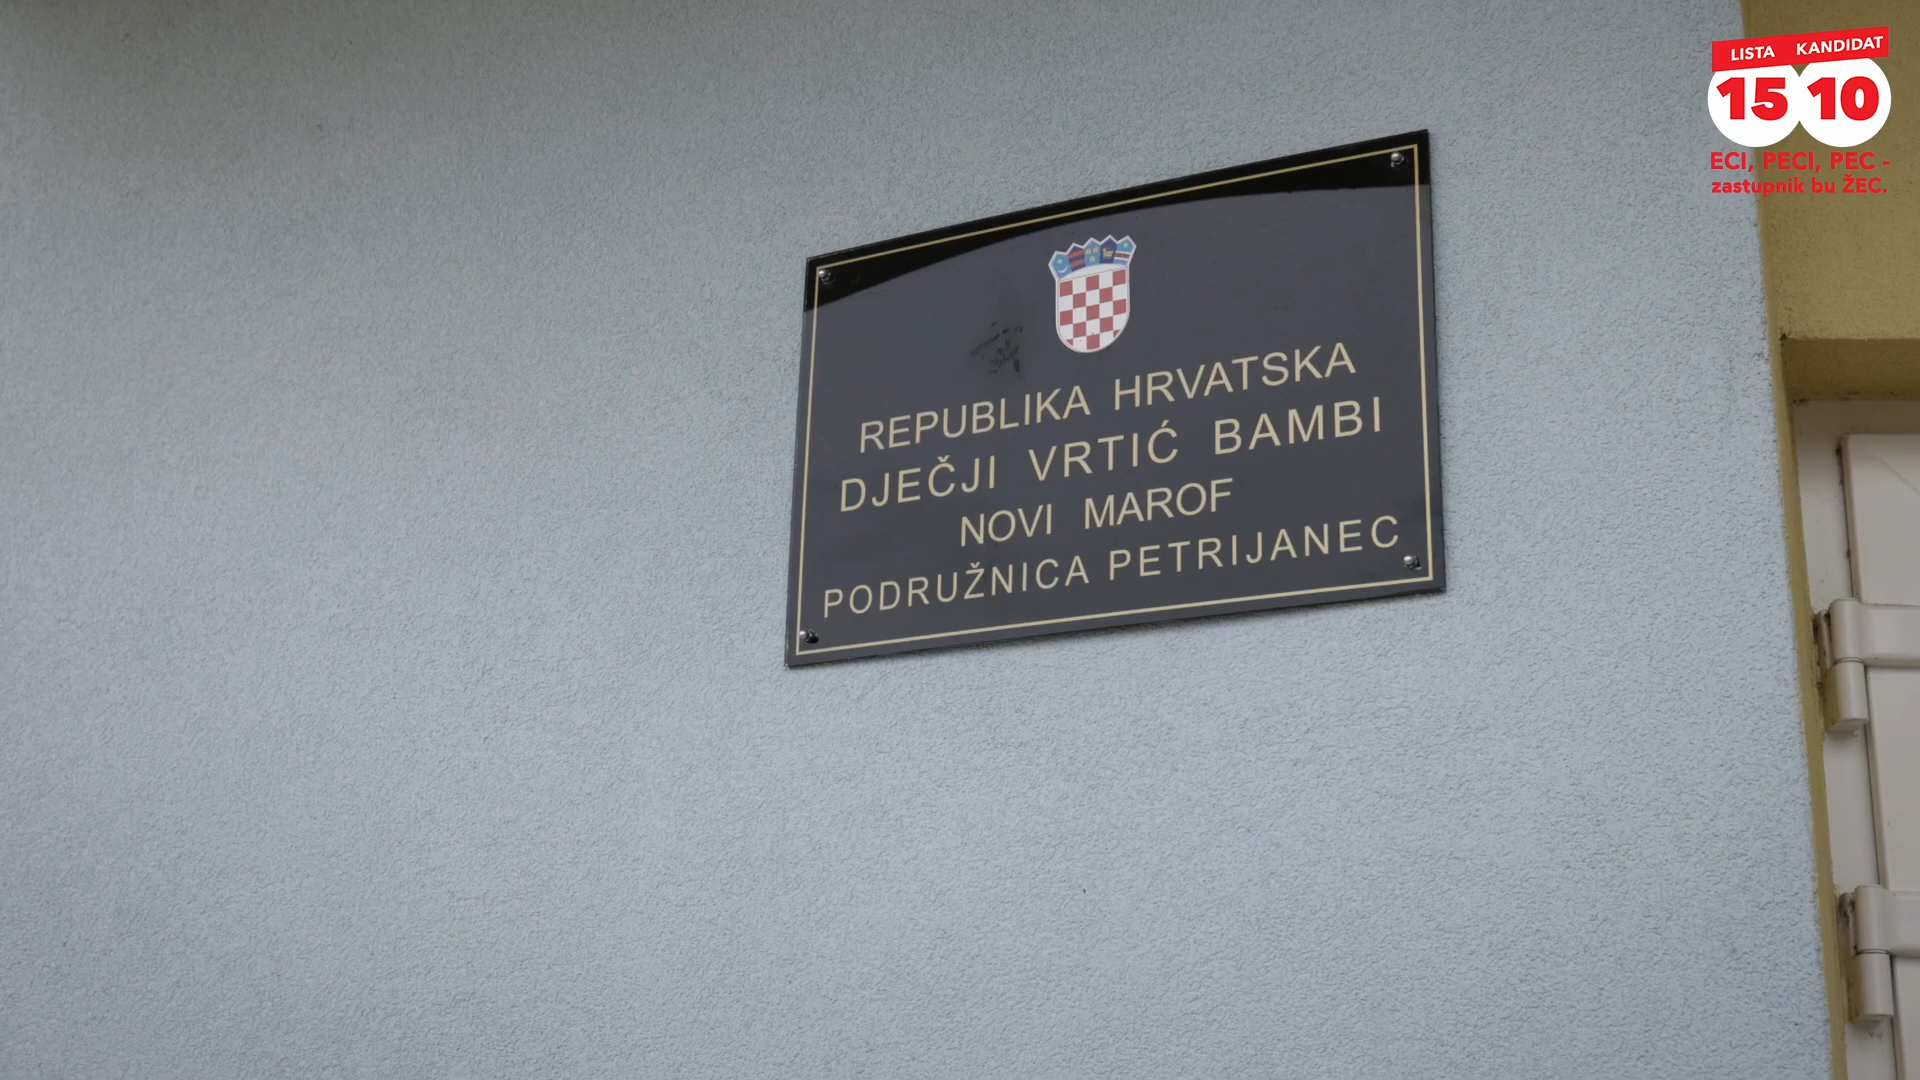 LISTA KANDIDAT
15 10
ECI, PECI, PEC -
zastupnik bu ŽEC.
REPUBLIKA HRVATSKA
DJEČJI VRTIĆ BAMBI
NOVI MAROF
PODRUŽNICA PETRIJANEC